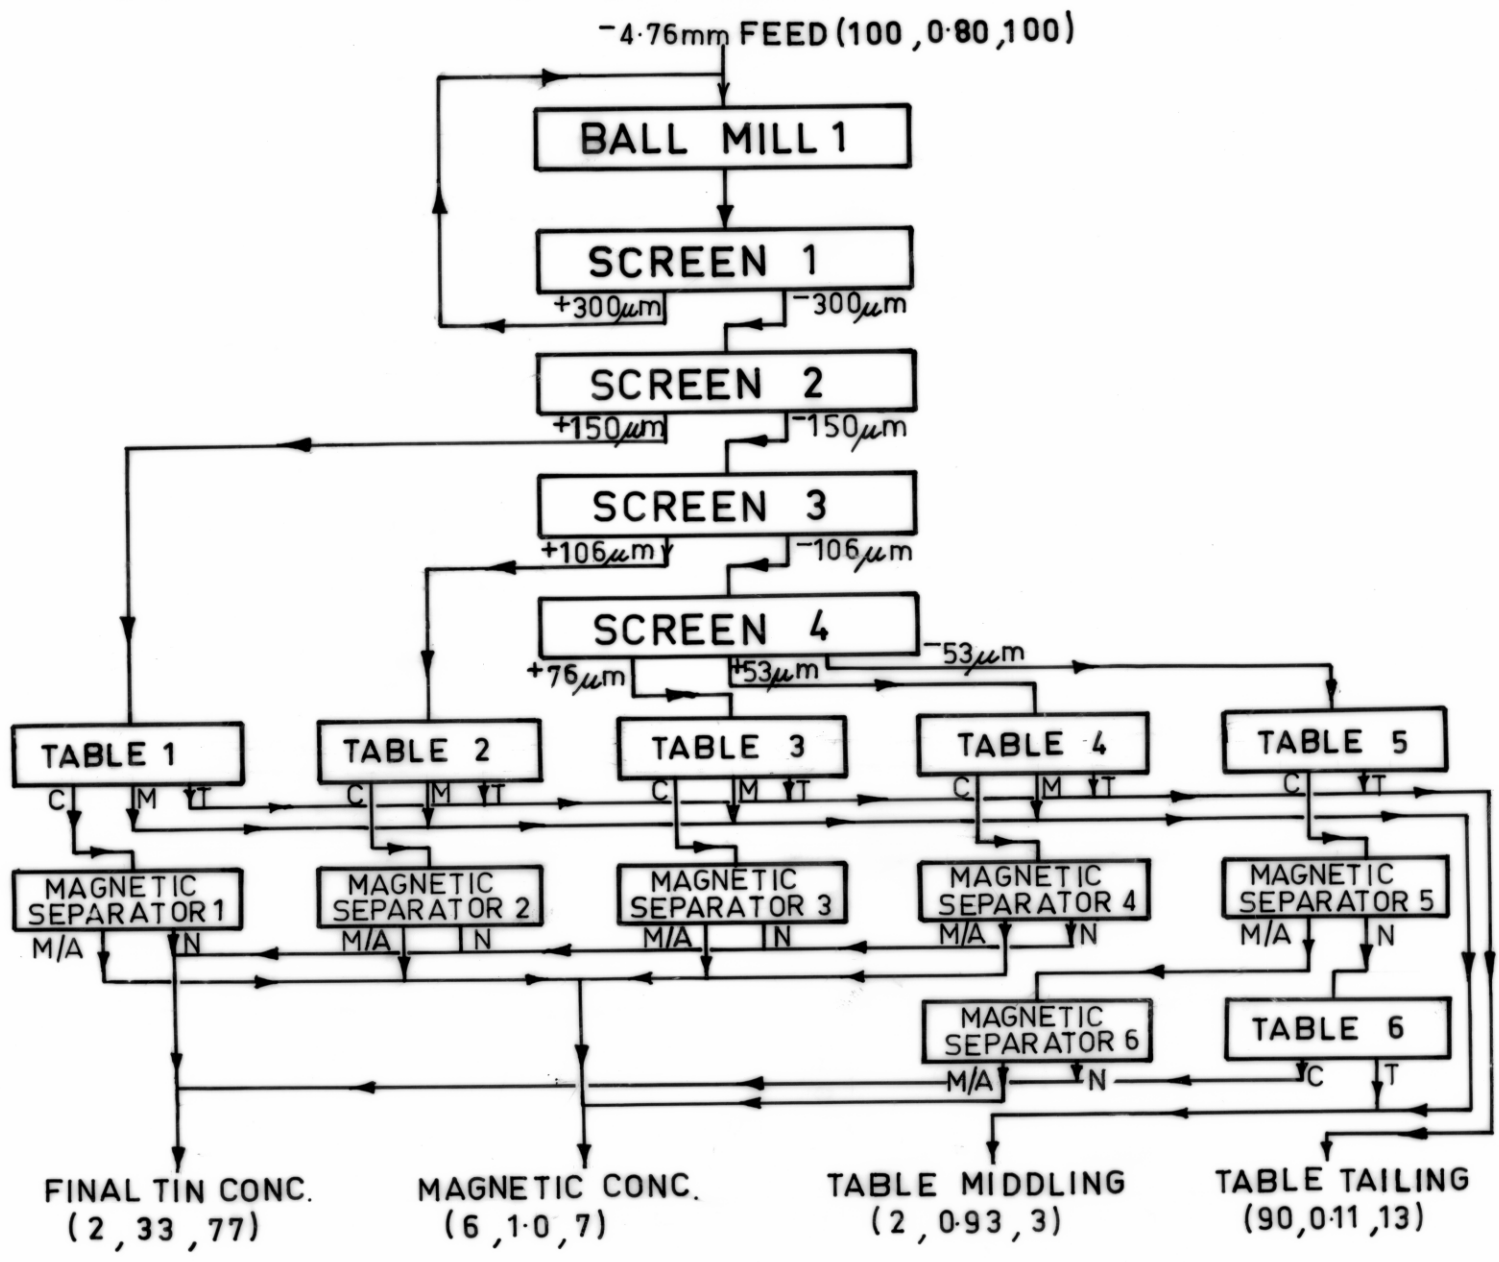 -4·76mm FEED (100 ,0·80 ,100)
BALL MILL 1
SCREEN 1
+300µm -300µm
SCREEN 2
+150µm -150µm
SCREEN 3
+106µm -106µm
SCREEN 4
+76µm +53µm -53µm
TABLE 1 TABLE 2 TABLE 3 TABLE 4 TABLE 5
C M T C M T C M T C M T C T
MAGNETIC SEPARATOR 1 MAGNETIC SEPARATOR 2 MAGNETIC SEPARATOR 3 MAGNETIC SEPARATOR 4 MAGNETIC SEPARATOR 5
M/A N M/A N M/A N M/A N M/A N
MAGNETIC SEPARATOR 6 TABLE 6
M/A N C T
FINAL TIN CONC. MAGNETIC CONC. TABLE MIDDLING TABLE TAILING
(2 ,33 ,77) (6 ,1·0 ,7) (2 ,0·93 ,3) (90,0·11 ,13)